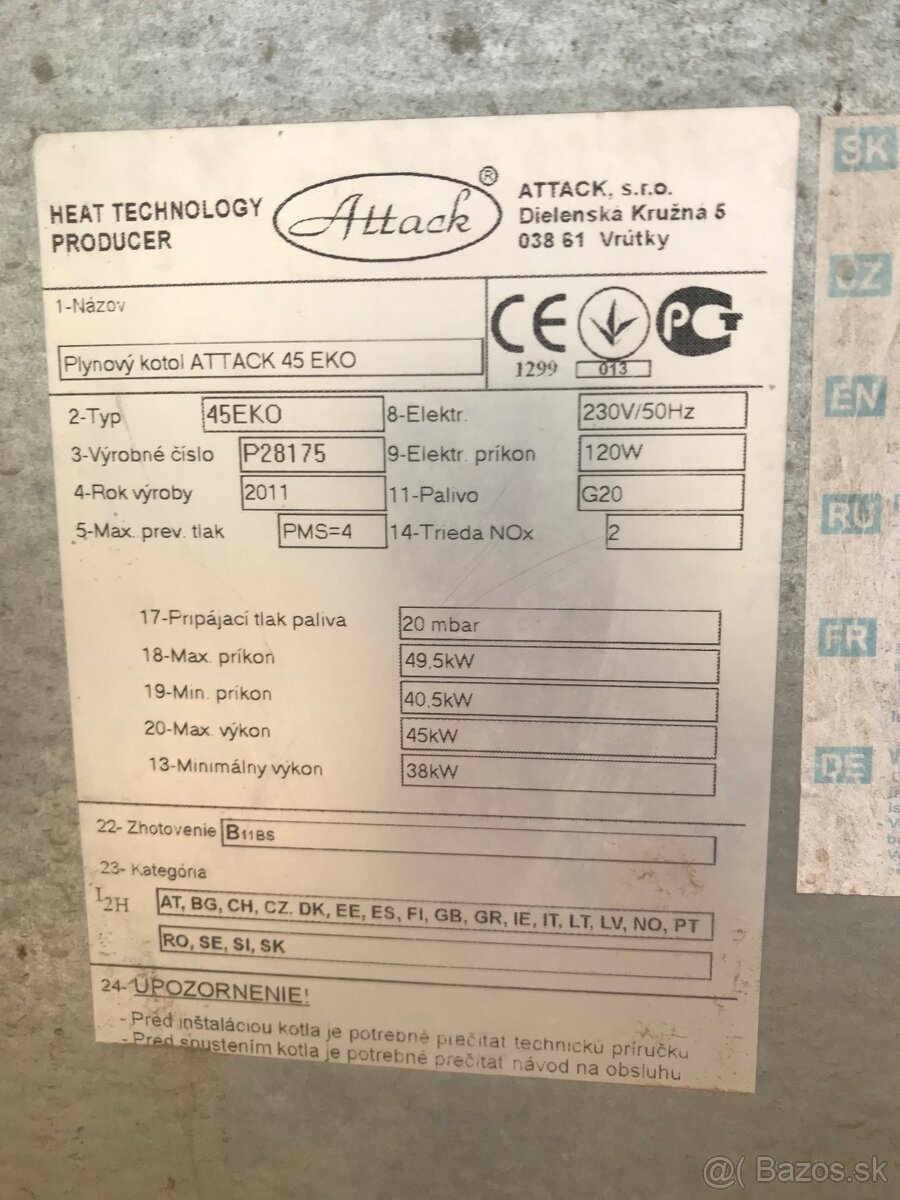 HEAT TECHNOLOGY
PRODUCER
Attack ®
ATTACK, s.r.o.
Dielenská Kružná 5
038 61 Vrútky
1-Názov
Plynový kotol ATTACK 45 EKO
CE
1299
013
PCT
2-Typ 45EKO
8-Elektr. 230V/50Hz
3-Výrobné číslo P28175
9-Elektr. príkon 120W
4-Rok výroby 2011
11-Palivo G20
5-Max. prev. tlak PMS=4
14-Trieda NOx 2
17-Pripájací tlak paliva 20 mbar
18-Max. príkon 49.5kW
19-Min. príkon 40.5kW
20-Max. výkon 45kW
13-Minimálny výkon 38kW
22- Zhotovenie B11BS
23- Kategória
I2H AT, BG, CH, CZ, DK, EE, ES, FI, GB, GR, IE, IT, LT, LV, NO, PT
RO, SE, SI, SK
24- UPOZORNENIE!
- Pred inštaláciou kotla je potrebné prečítať technickú príručku
- Pred spustením kotla je potrebné prečítať návod na obsluhu
SK
CZ
EN
RU
FR
DE
@( Bazos.sk